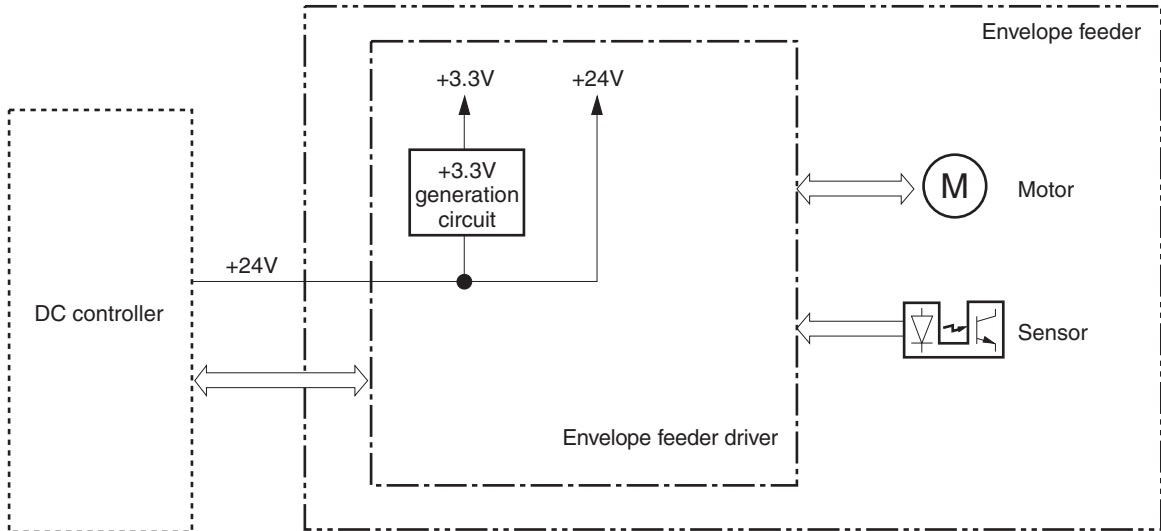 Envelope feeder
+3.3V
+24V
+3.3V
generation
circuit
M
Motor
+24V
DC controller
Sensor
Envelope feeder driver